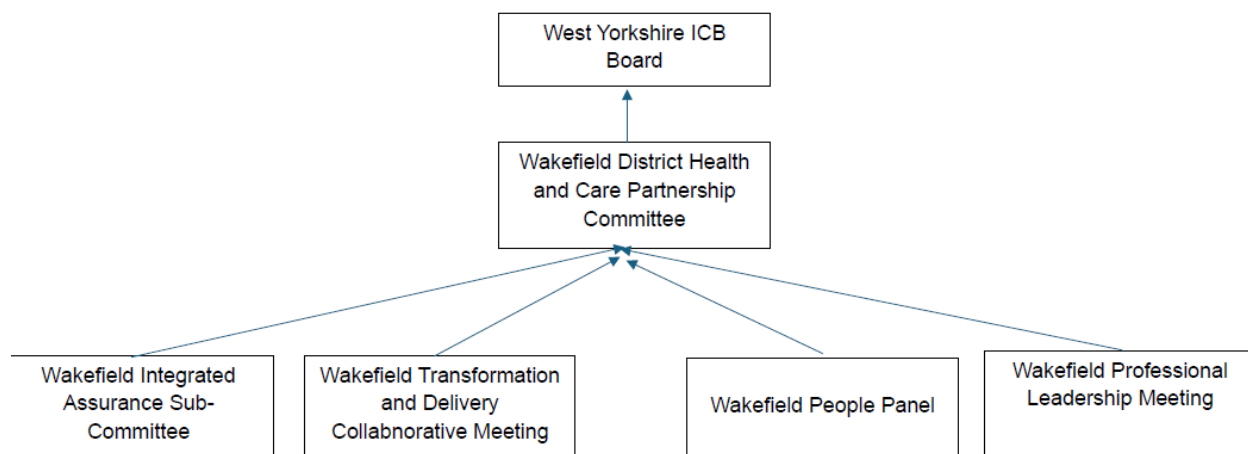 West Yorkshire ICB
Board
Wakefield District Health
and Care Partnership
Committee
Wakefield Integrated
Assurance Sub-
Committee
Wakefield Transformation
and Delivery
Collabnorative Meeting
Wakefield People Panel
Wakefield Professional
Leadership Meeting